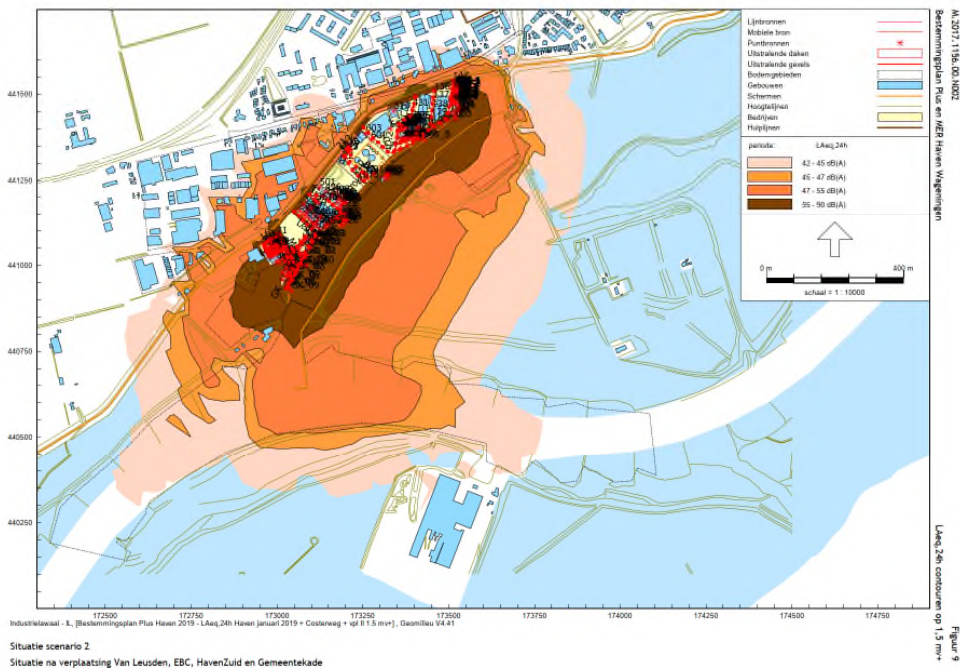 M.2017.1156.00.N002
Bestemmingsplan Plus en MER Haven Wageningen
Lijnbronnen
Mobiele bron
Puntbronnen
Uitstralende daken
Uitstralende gevels
Bodemgebieden
Gebouwen
Schermen
Hoogtelijnen
Bedrijven
Hulplijnen
periode: LAeq,24h
42 - 45 dB(A)
45 - 47 dB(A)
47 - 55 dB(A)
55 - 90 dB(A)
0 m 400 m
schaal = 1 : 10000
441500
441250
441000
440750
440500
440250
172500 172750 173000 173250 173500 173750 174000 174250 174500 174750
Figuur 9
LAeq,24h contouren op 1,5 mv+
Industrielawaai - IL, [Bestemmingsplan Plus Haven 2019 - LAeq,24h Haven januari 2019 + Costerweg + vpl II 1.5 mv+] , Geomilieu V4.41
Situatie scenario 2
Situatie na verplaatsing Van Leusden, EBC, HavenZuid en Gemeentekade